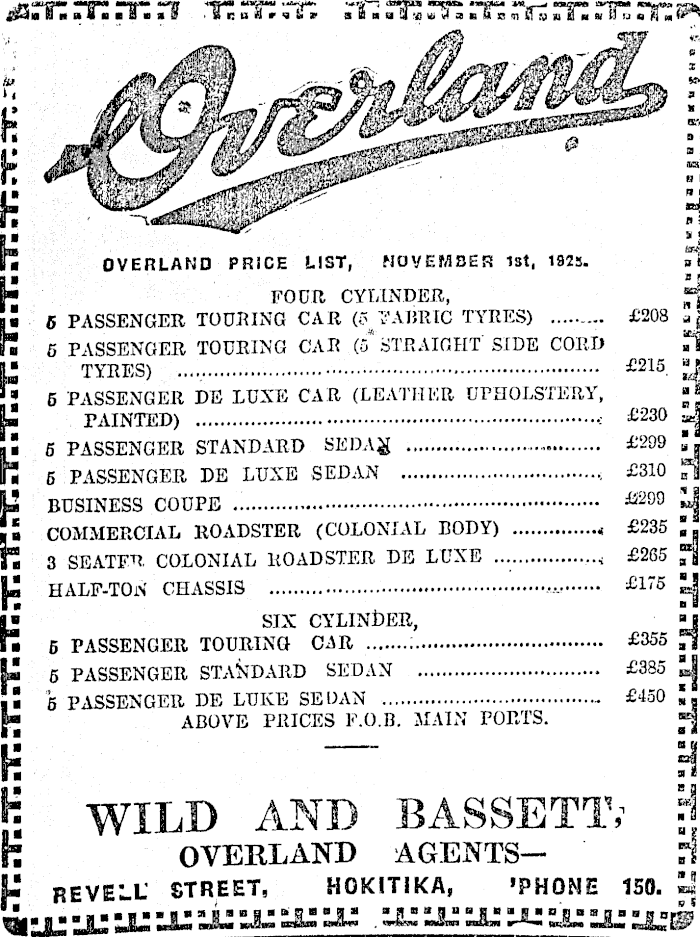 Overland
OVERLAND PRICE LIST, NOVEMBER 1st, 1925.
FOUR CYLINDER,
5 PASSENGER TOURING CAR (5 FABRIC TYRES) ........ £208
5 PASSENGER TOURING CAR (5 STRAIGHT SIDE CORD
TYRES) ........ £215
5 PASSENGER DE LUXE CAR (LEATHER UPHOLSTERY,
PAINTED) ........ £230
5 PASSENGER STANDARD SEDAN ........ £299
5 PASSENGER DE LUXE SEDAN ........ £310
BUSINESS COUPE ........ £299
COMMERCIAL ROADSTER (COLONIAL BODY) ........ £235
3 SEATER COLONIAL ROADSTER DE LUXE ........ £265
HALF-TON CHASSIS ........ £175
SIX CYLINDER,
5 PASSENGER TOURING CAR ........ £355
5 PASSENGER STANDARD SEDAN ........ £385
5 PASSENGER DE LUKE SEDAN ........ £450
ABOVE PRICES F.O.B. MAIN PORTS.
WILD AND BASSETT,
OVERLAND AGENTS—
REVELL STREET, HOKITIKA, 'PHONE 150.